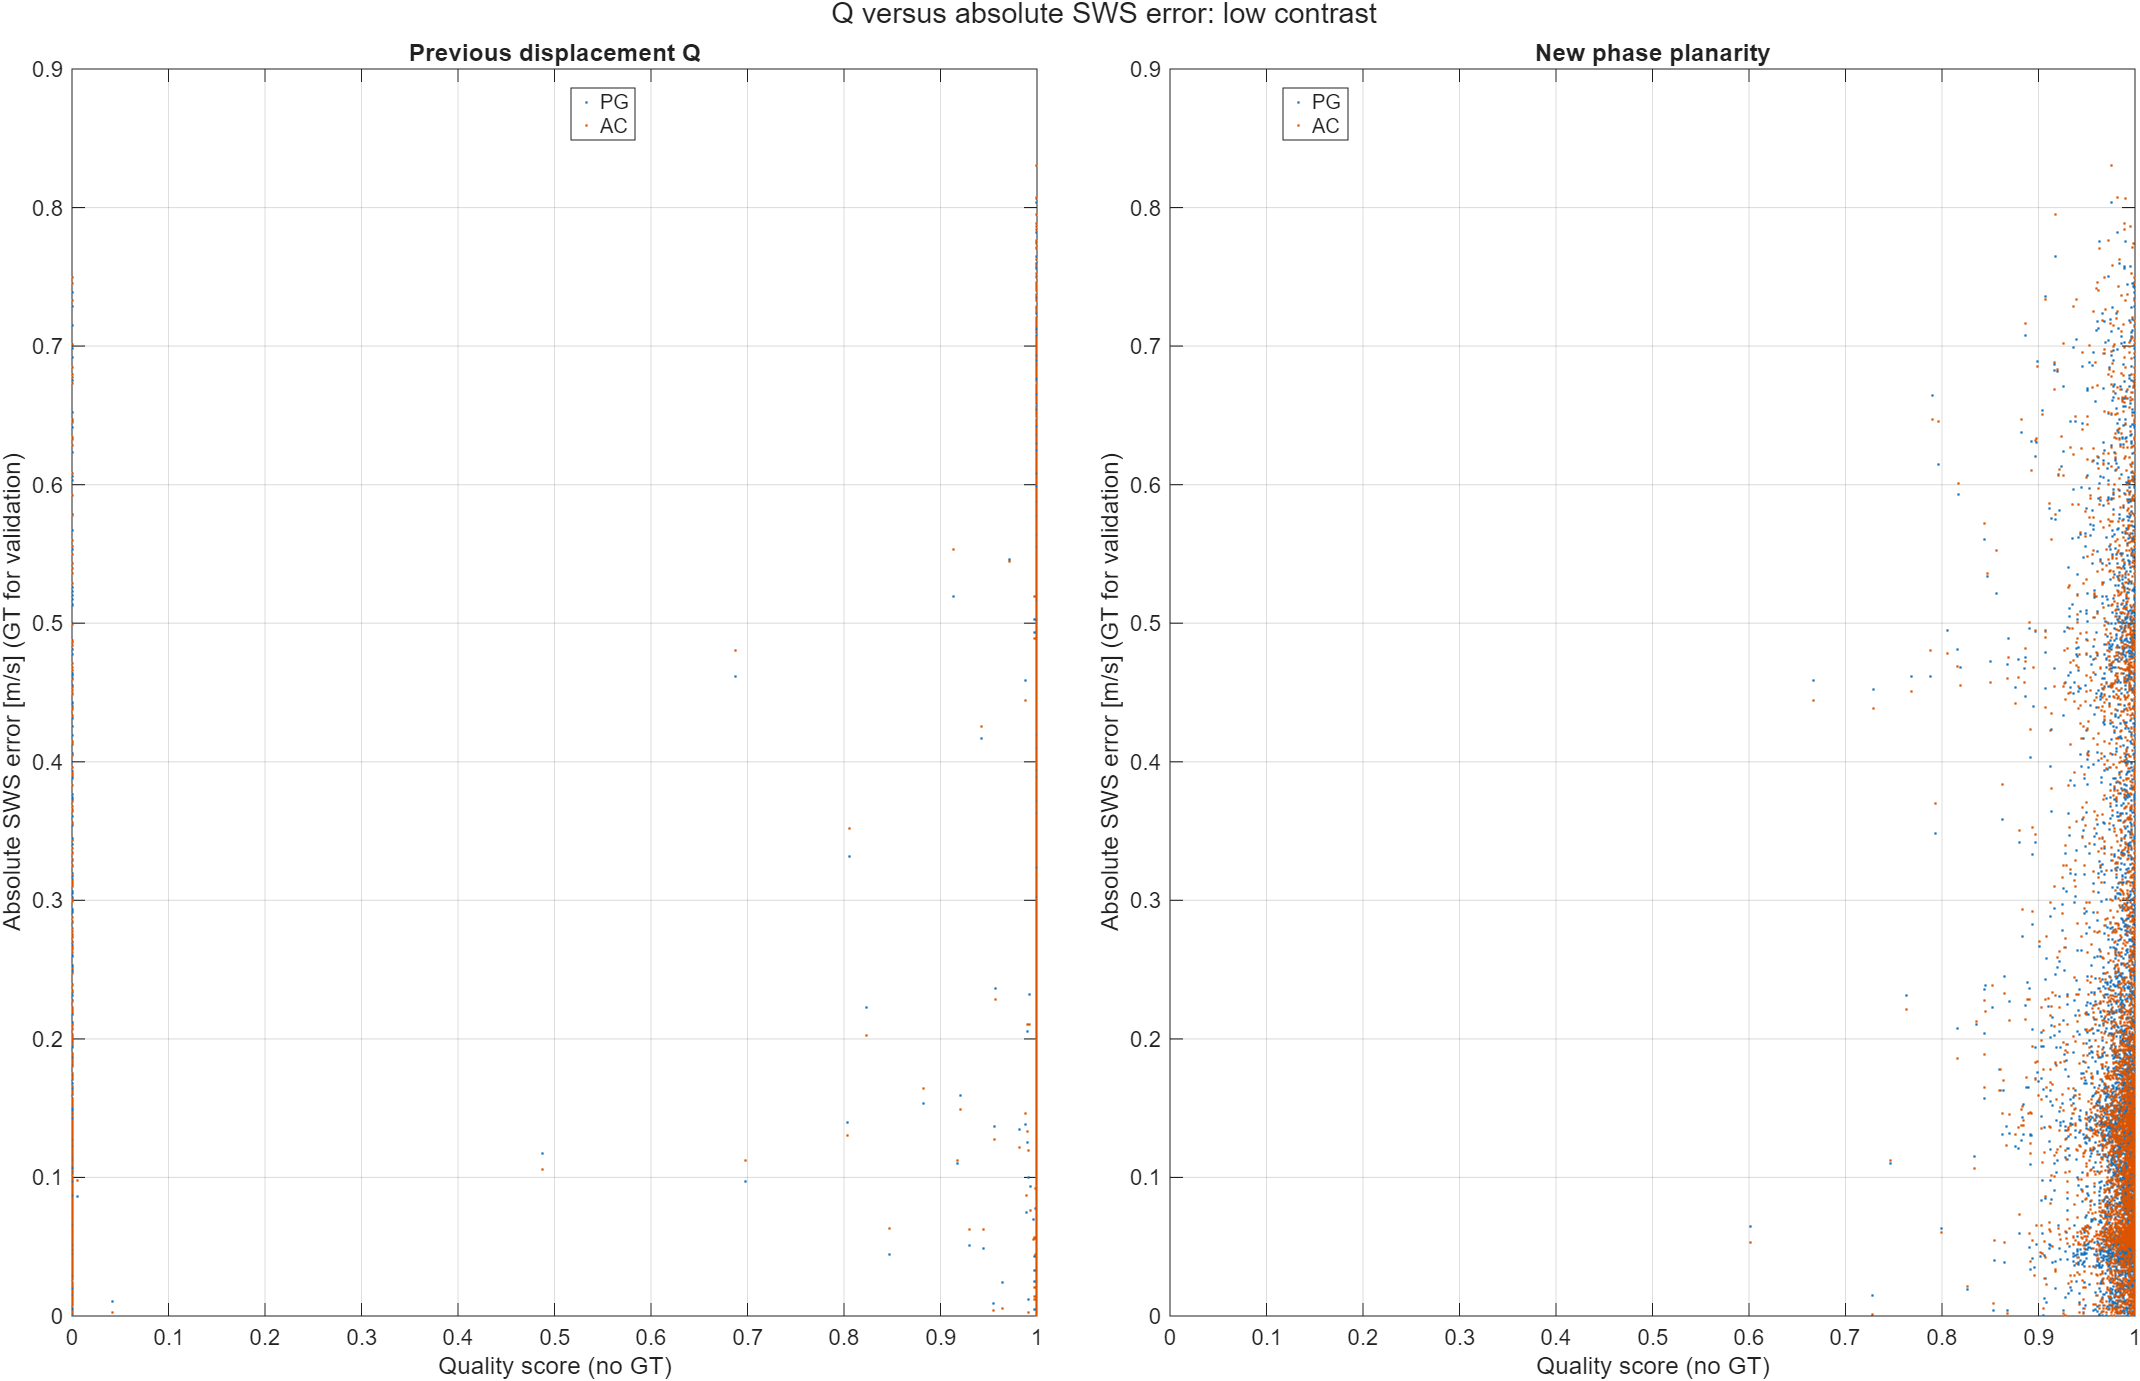 Q versus absolute SWS error: low contrast
Previous displacement Q
PG
AC
0.9
0.8
0.7
0.6
0.5
0.4
0.3
0.2
0.1
0
Absolute SWS error [m/s] (GT for validation)
0 0.1 0.2 0.3 0.4 0.5 0.6 0.7 0.8 0.9 1
Quality score (no GT)
New phase planarity
PG
AC
0.9
0.8
0.7
0.6
0.5
0.4
0.3
0.2
0.1
0
Absolute SWS error [m/s] (GT for validation)
0 0.1 0.2 0.3 0.4 0.5 0.6 0.7 0.8 0.9 1
Quality score (no GT)